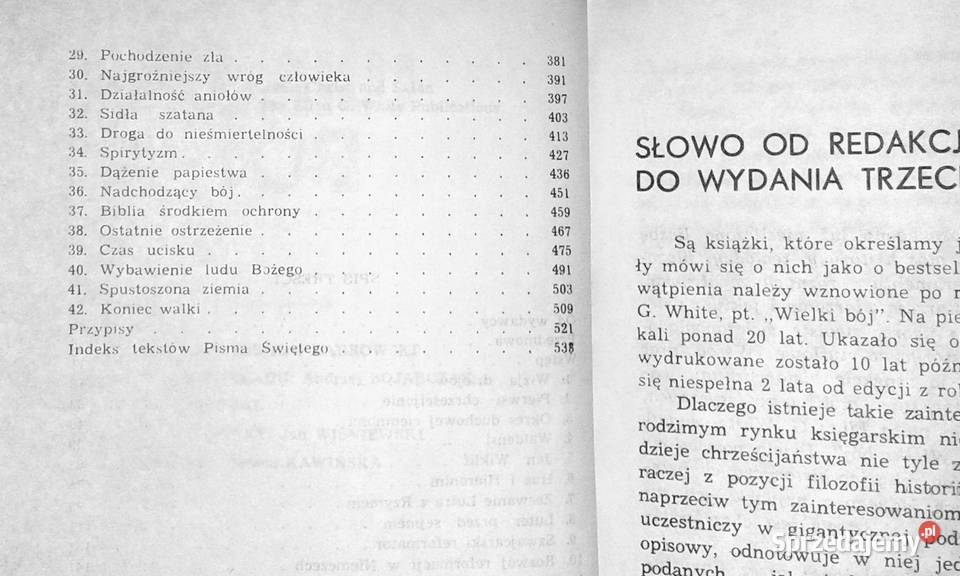 29. Pochodzenie zla . . . . . . . . . . . 381
30. Najgroźniejszy wróg człowieka . . . . . . . 391
31. Działalność aniołów . . . . . . . . . . 397
32. Sidła szatana . . . . . . . . . . . 403
33. Droga do nieśmiertelności . . . . . . . . 413
34. Spirytyzm . . . . . . . . . . . . 427
35. Dążenie papiestwa . . . . . . . . . . 436
36. Nadchodzący bój . . . . . . . . . . 451
37. Biblia środkiem ochrony . . . . . . . . 459
38. Ostatnie ostrzeżenie . . . . . . . . . 467
39. Czas ucisku . . . . . . . . . . . 475
40. Wybawienie ludu Bożego . . . . . . . . 491
41. Spustoszona ziemia . . . . . . . . . 503
42. Koniec walki . . . . . . . . . . . 509
Przypisy . . . . . . . . . . . . . 521
Indeks tekstów Pisma Świętego . . . . . . . 538
SŁOWO OD REDAKCJ
DO WYDANIA TRZEC
Są książki, które określamy
ły mówi się o nich jako o bestsel
wątpienia należy wznowione po
G. White, pt. „Wielki bój”. Na pie
kali ponad 20 lat. Ukazało się
wydrukowane zostało 10 lat późn
się niespełna 2 lata od edycji z ro
Dlaczego istnieje takie zainte
rodzimym rynku księgarskim
dzieje chrześcijaństwa nie tyle z
raczej z pozycji filozofii histori
naprzeciw tym zainteresowaniom
uczestniczy w gigantycznej pod
opisowy, odnotowuje w niej jed
podanych
Sprzedajemy .pl